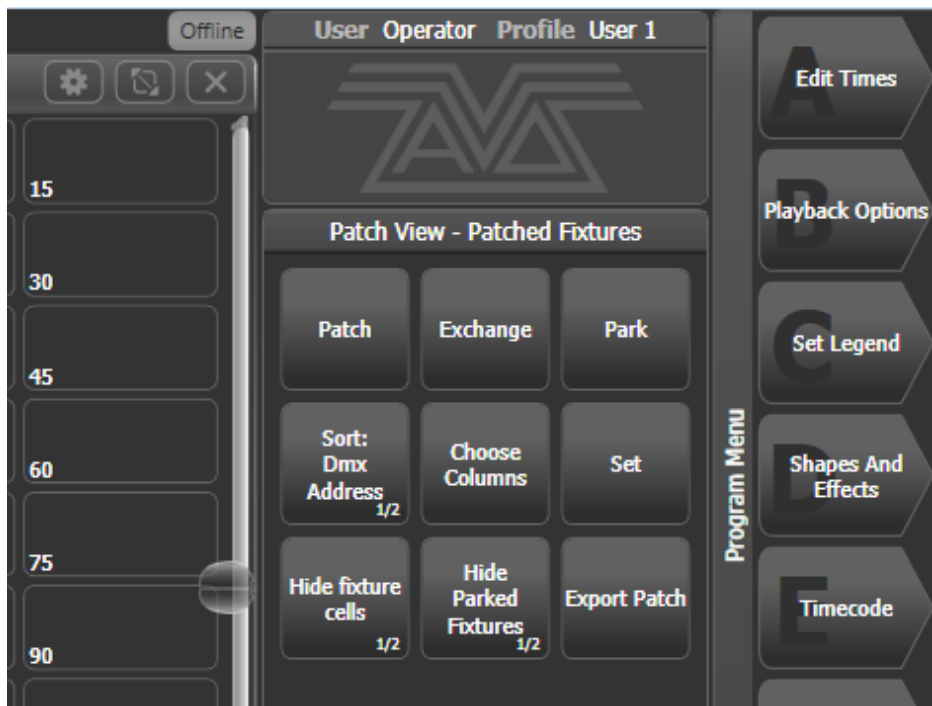 Offline
User Operator Profile User 1
15
30
45
60
75
90
AVO
Patch View - Patched Fixtures
Patch
Exchange
Park
Sort:
Dmx
Address
1/2
Choose
Columns
Set
Hide fixture
cells
1/2
Hide
Parked
Fixtures
1/2
Export Patch
Program Menu
A
Edit Times
B
Playback Options
C
Set Legend
D
Shapes And
Effects
E
Timecode